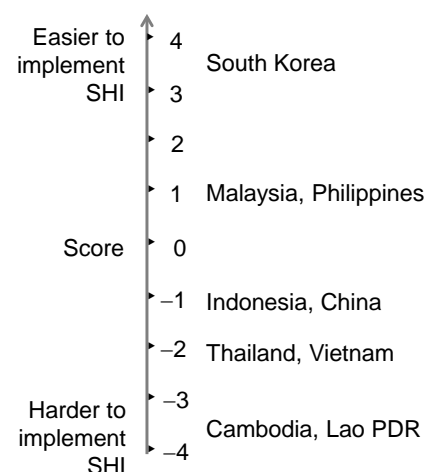 Easier to
implement
SHI
4
South Korea
3
2
1 Malaysia, Philippines
Score 0
−1 Indonesia, China
−2 Thailand, Vietnam
−3
Harder to
implement
SHI
Cambodia, Lao PDR
−4